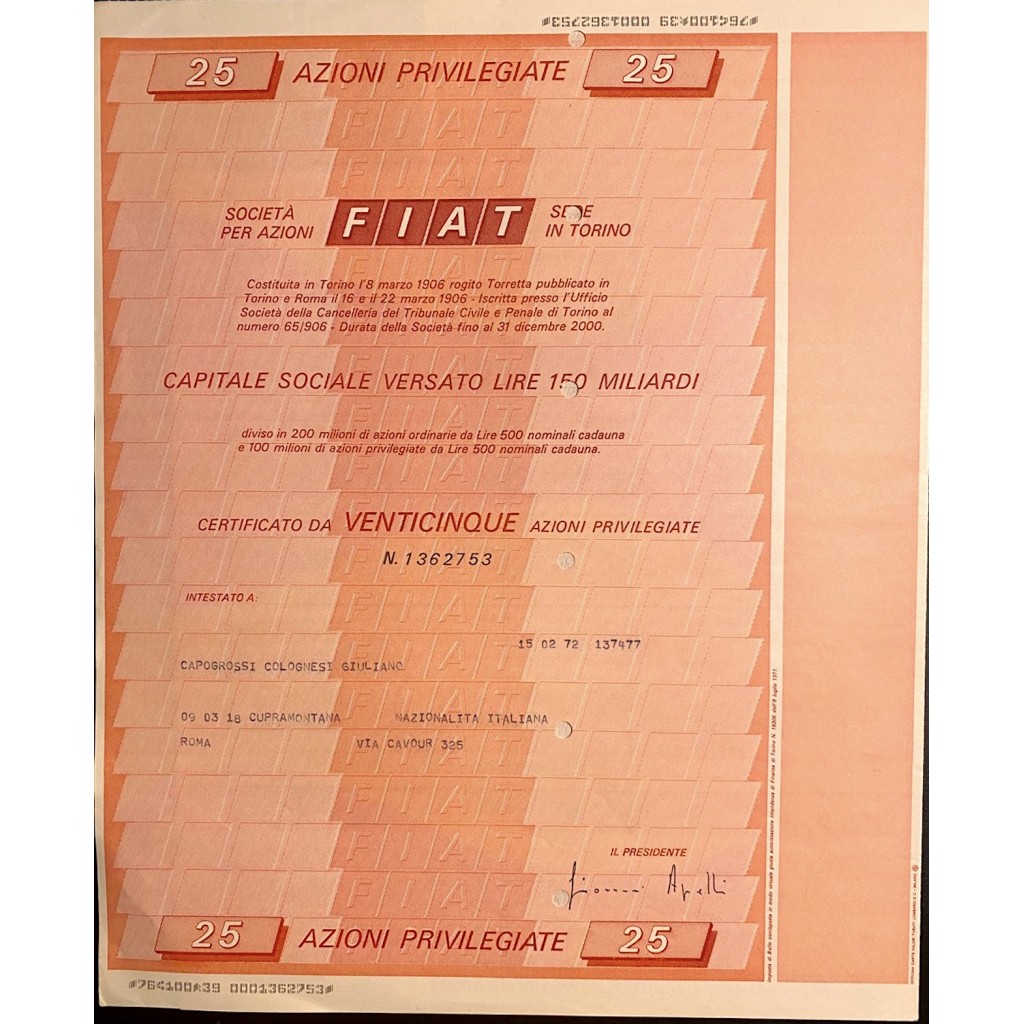 #764100*39 0001362753#
25 AZIONI PRIVILEGIATE 25
SOCIETÀ
PER AZIONI
FIAT
SEDE
IN TORINO
Costituita in Torino l'8 marzo 1906 rogito Torretta pubblicato in
Torino e Roma il 16 e il 22 marzo 1906 - Iscritta presso l'Ufficio
Società della Cancelleria del Tribunale Civile e Penale di Torino al
numero 65/906 - Durata della Società fino al 31 dicembre 2000.
CAPITALE SOCIALE VERSATO LIRE 150 MILIARDI
diviso in 200 milioni di azioni ordinarie da Lire 500 nominali cadauna
e 100 milioni di azioni privilegiate da Lire 500 nominali cadauna.
CERTIFICATO DA VENTICINQUE AZIONI PRIVILEGIATE
N. 1362753
INTESTATO A:
15 02 72 137477
CAPOGROSSI COLOGNESI GIULIANO
09 03 18 CUPRAMONTANA NAZIONALITA ITALIANA
ROMA VIA CAVOUR 325
IL PRESIDENTE
25 AZIONI PRIVILEGIATE 25
#764100*39 0001362753#